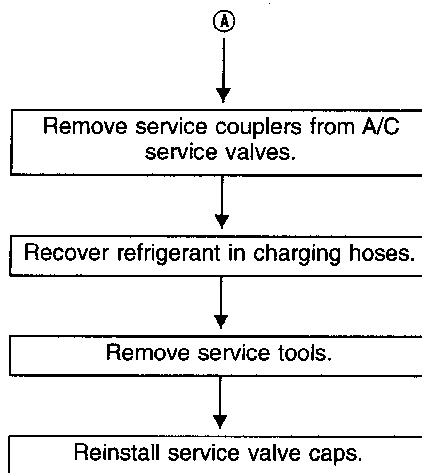 Ⓐ
Remove service couplers from A/C
service valves.
Recover refrigerant in charging hoses.
Remove service tools.
Reinstall service valve caps.